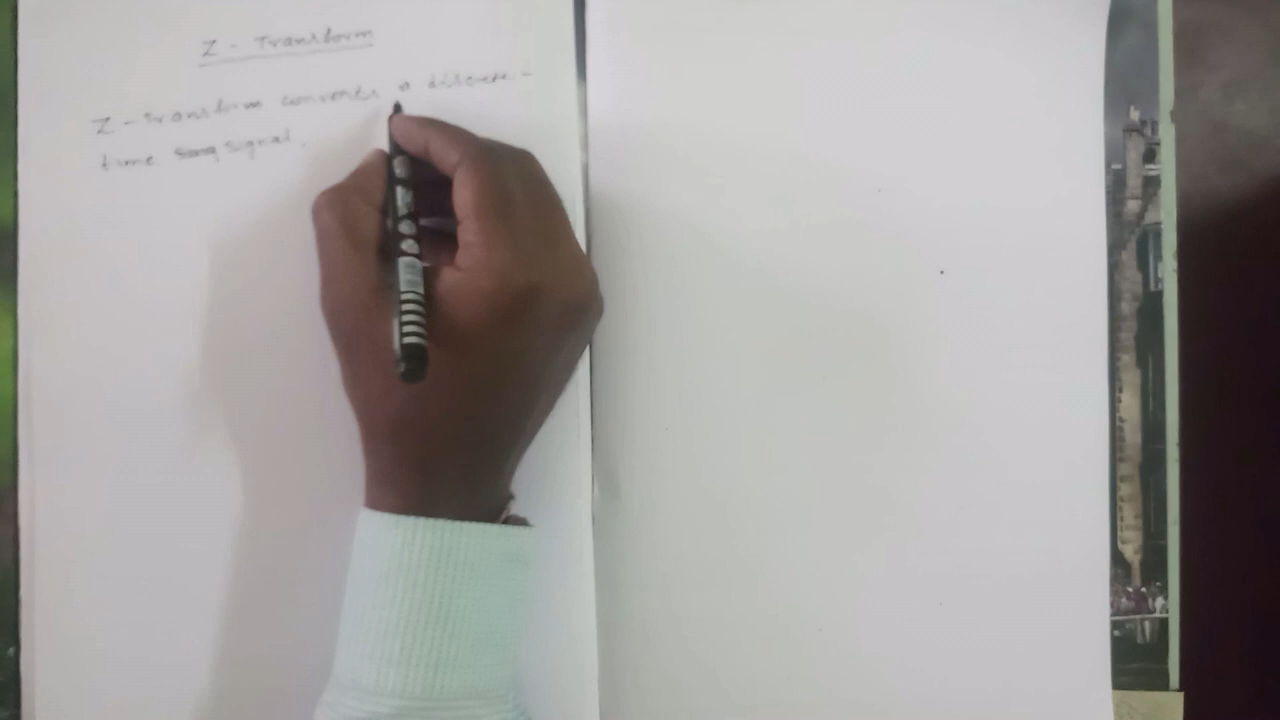 Z - Transform
Z - Transform converts a discrete -
time signal.